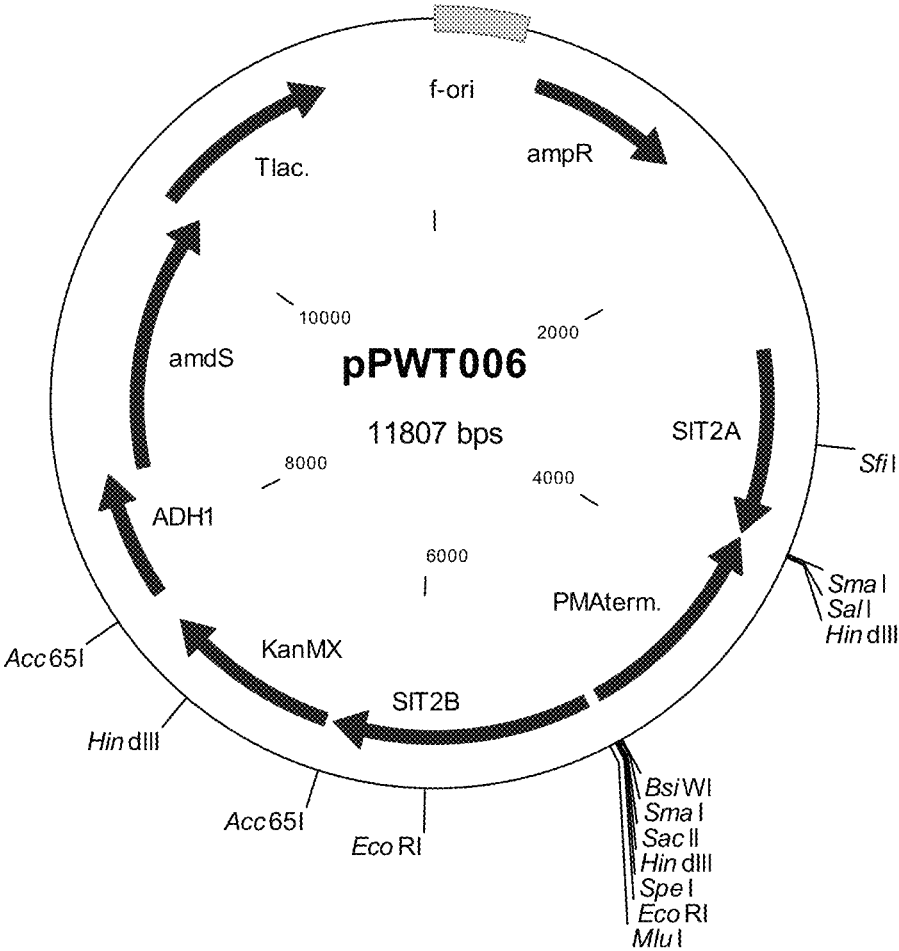 f-ori
ampR
Tlac.
10000
2000
pPWT006
amdS
11807 bps
SIT2A
Sfi I
8000
4000
ADH1
6000
Sma I
Sal I
Hin dIII
PMAterm.
KanMX
Acc65I
SIT2B
Hin dIII
Acc65I
Eco RI
Bsi WI
Sma I
Sac II
Hin dIII
Spe I
Eco RI
Mlu I